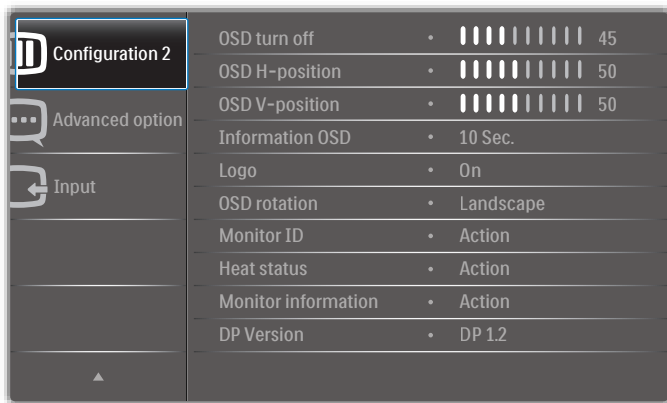 Configuration 2
Advanced option
Input
OSD turn off • 45
OSD H-position • 50
OSD V-position • 50
Information OSD • 10 Sec.
Logo • On
OSD rotation • Landscape
Monitor ID • Action
Heat status • Action
Monitor information • Action
DP Version • DP 1.2